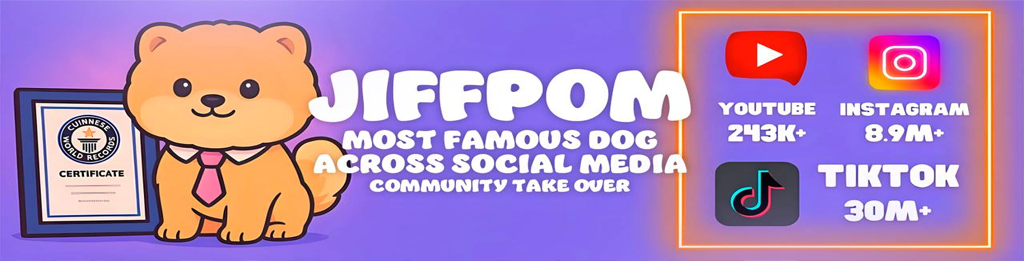 GUINNESS
WORLD RECORDS
CERTIFICATE
JIFFPOM
MOST FAMOUS DOG
ACROSS SOCIAL MEDIA
COMMUNITY TAKE OVER
YOUTUBE
243K+
INSTAGRAM
8.9M+
TIKTOK
30M+